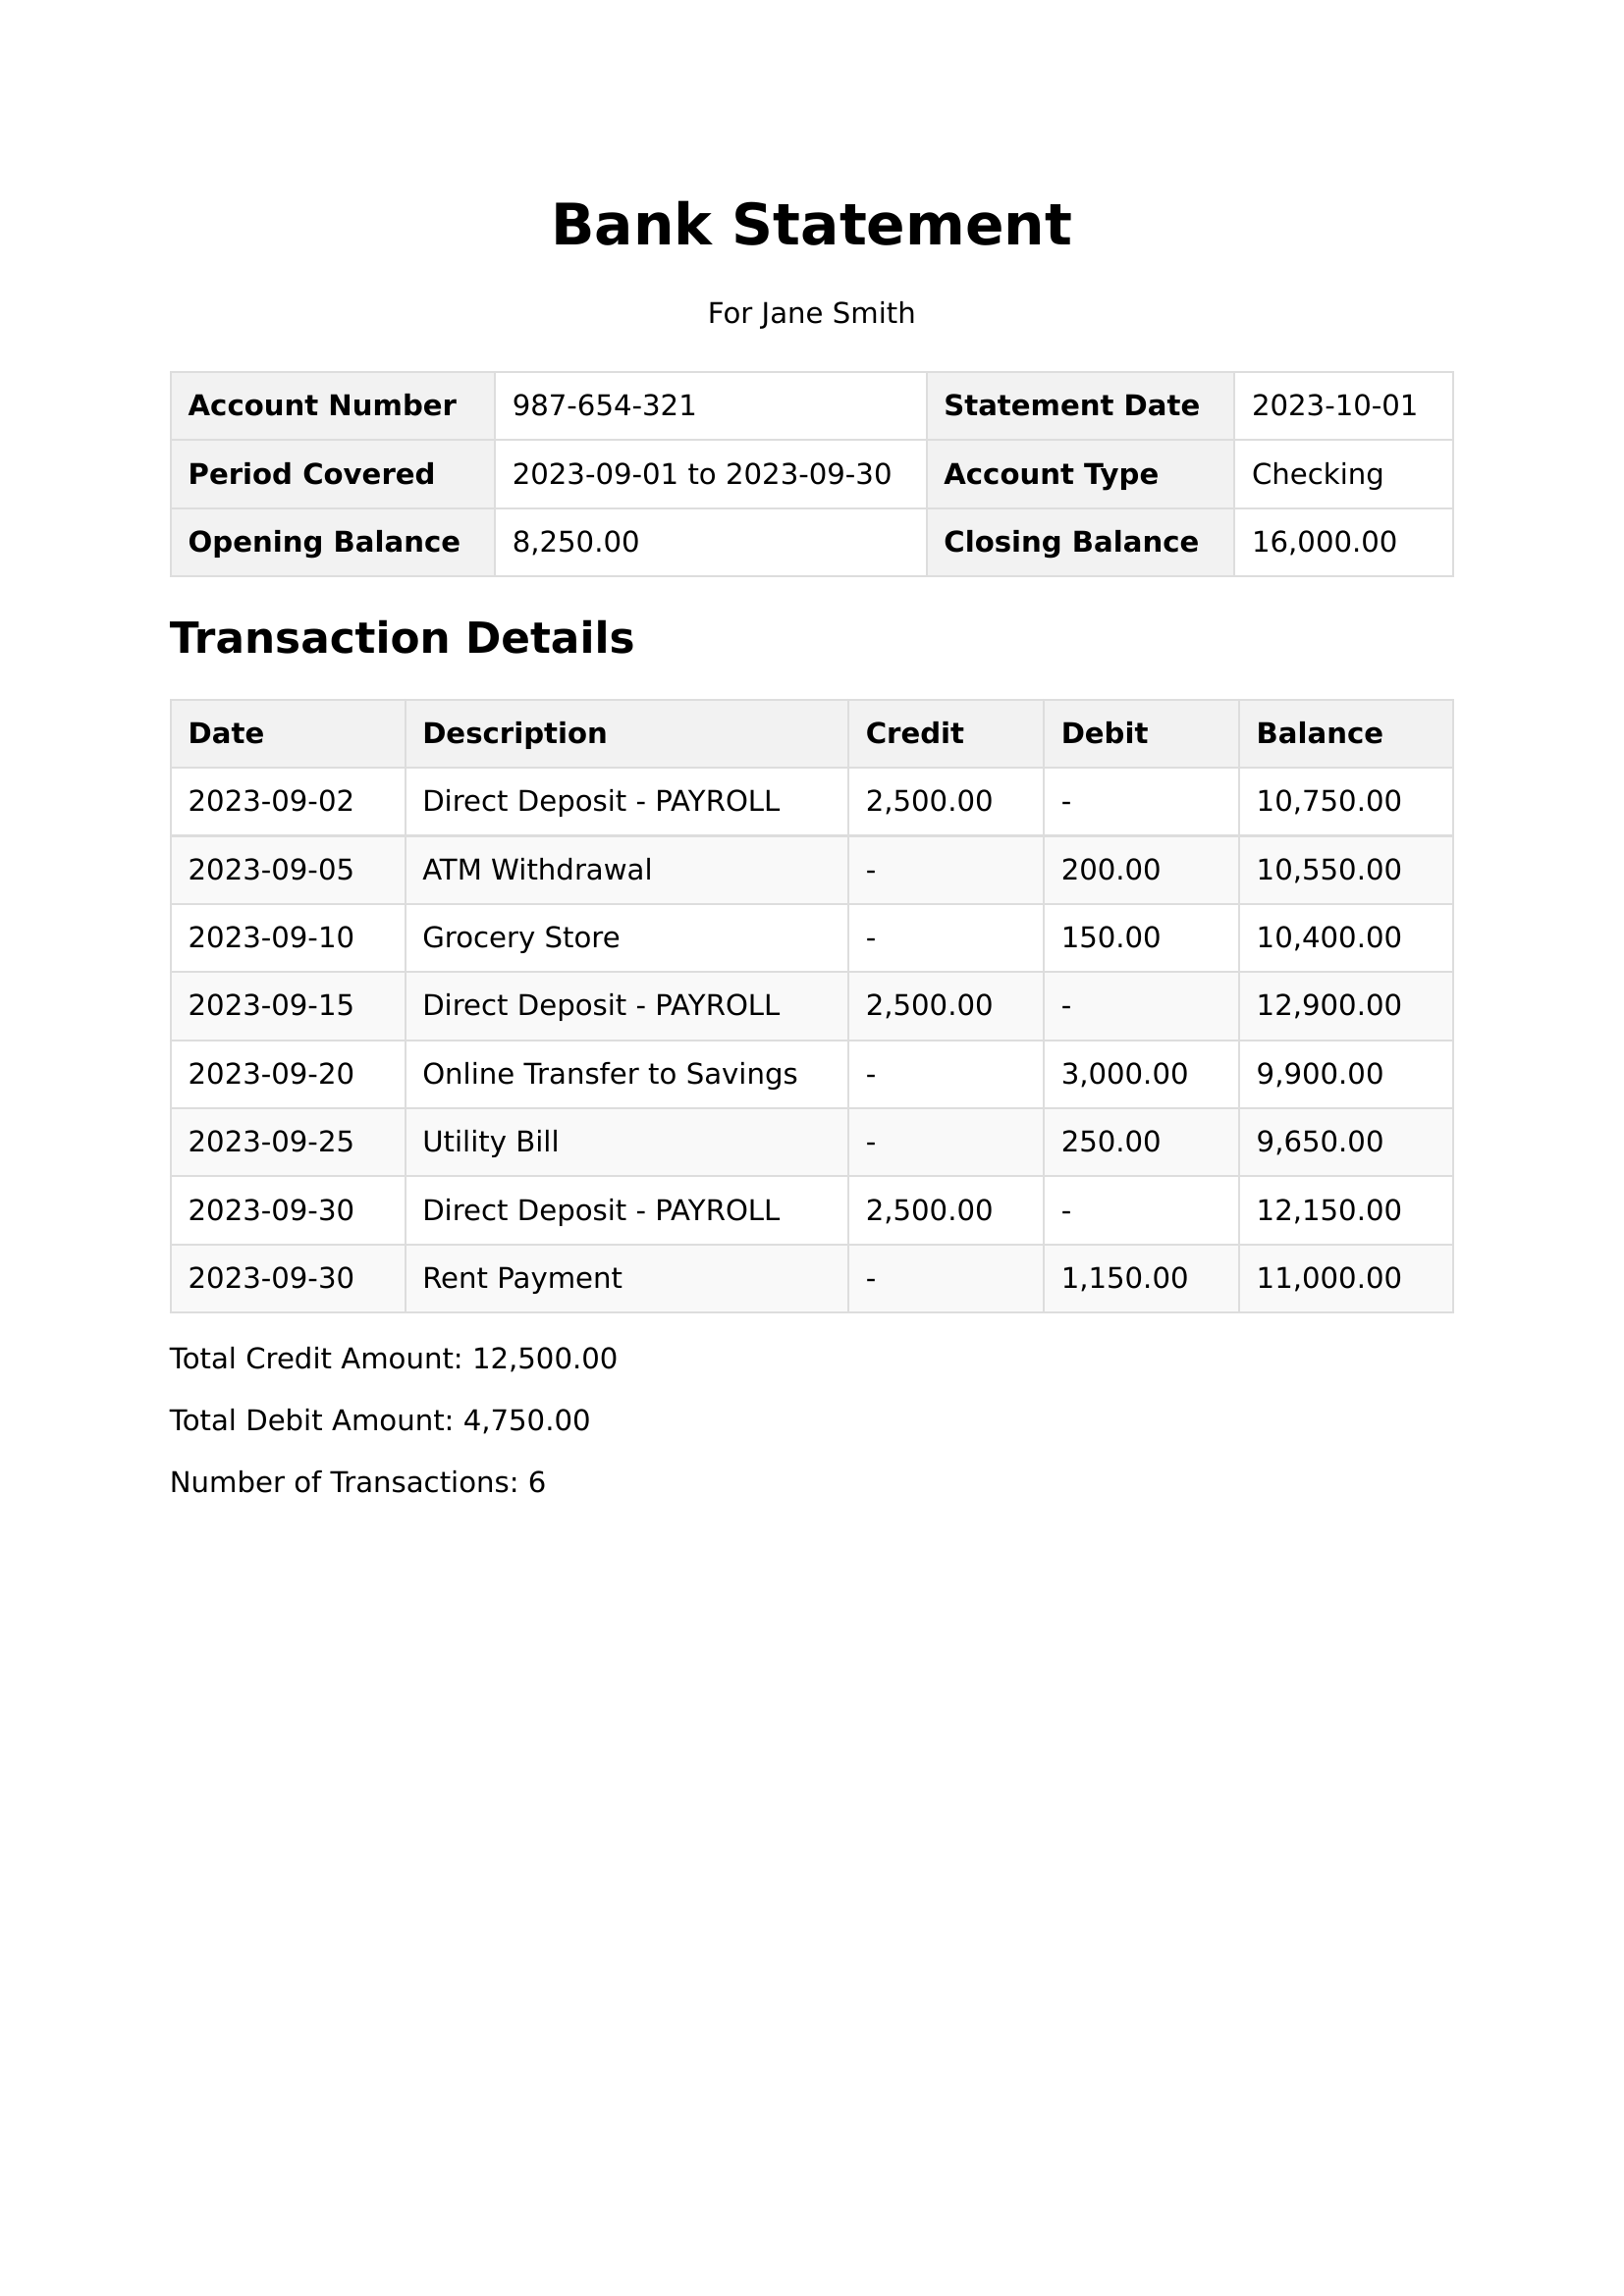 Bank Statement
For Jane Smith
Account Number 987-654-321 Statement Date 2023-10-01
Period Covered 2023-09-01 to 2023-09-30 Account Type Checking
Opening Balance 8,250.00 Closing Balance 16,000.00
Transaction Details
Date Description Credit Debit Balance
2023-09-02 Direct Deposit - PAYROLL 2,500.00 - 10,750.00
2023-09-05 ATM Withdrawal - 200.00 10,550.00
2023-09-10 Grocery Store - 150.00 10,400.00
2023-09-15 Direct Deposit - PAYROLL 2,500.00 - 12,900.00
2023-09-20 Online Transfer to Savings - 3,000.00 9,900.00
2023-09-25 Utility Bill - 250.00 9,650.00
2023-09-30 Direct Deposit - PAYROLL 2,500.00 - 12,150.00
2023-09-30 Rent Payment - 1,150.00 11,000.00
Total Credit Amount: 12,500.00
Total Debit Amount: 4,750.00
Number of Transactions: 6